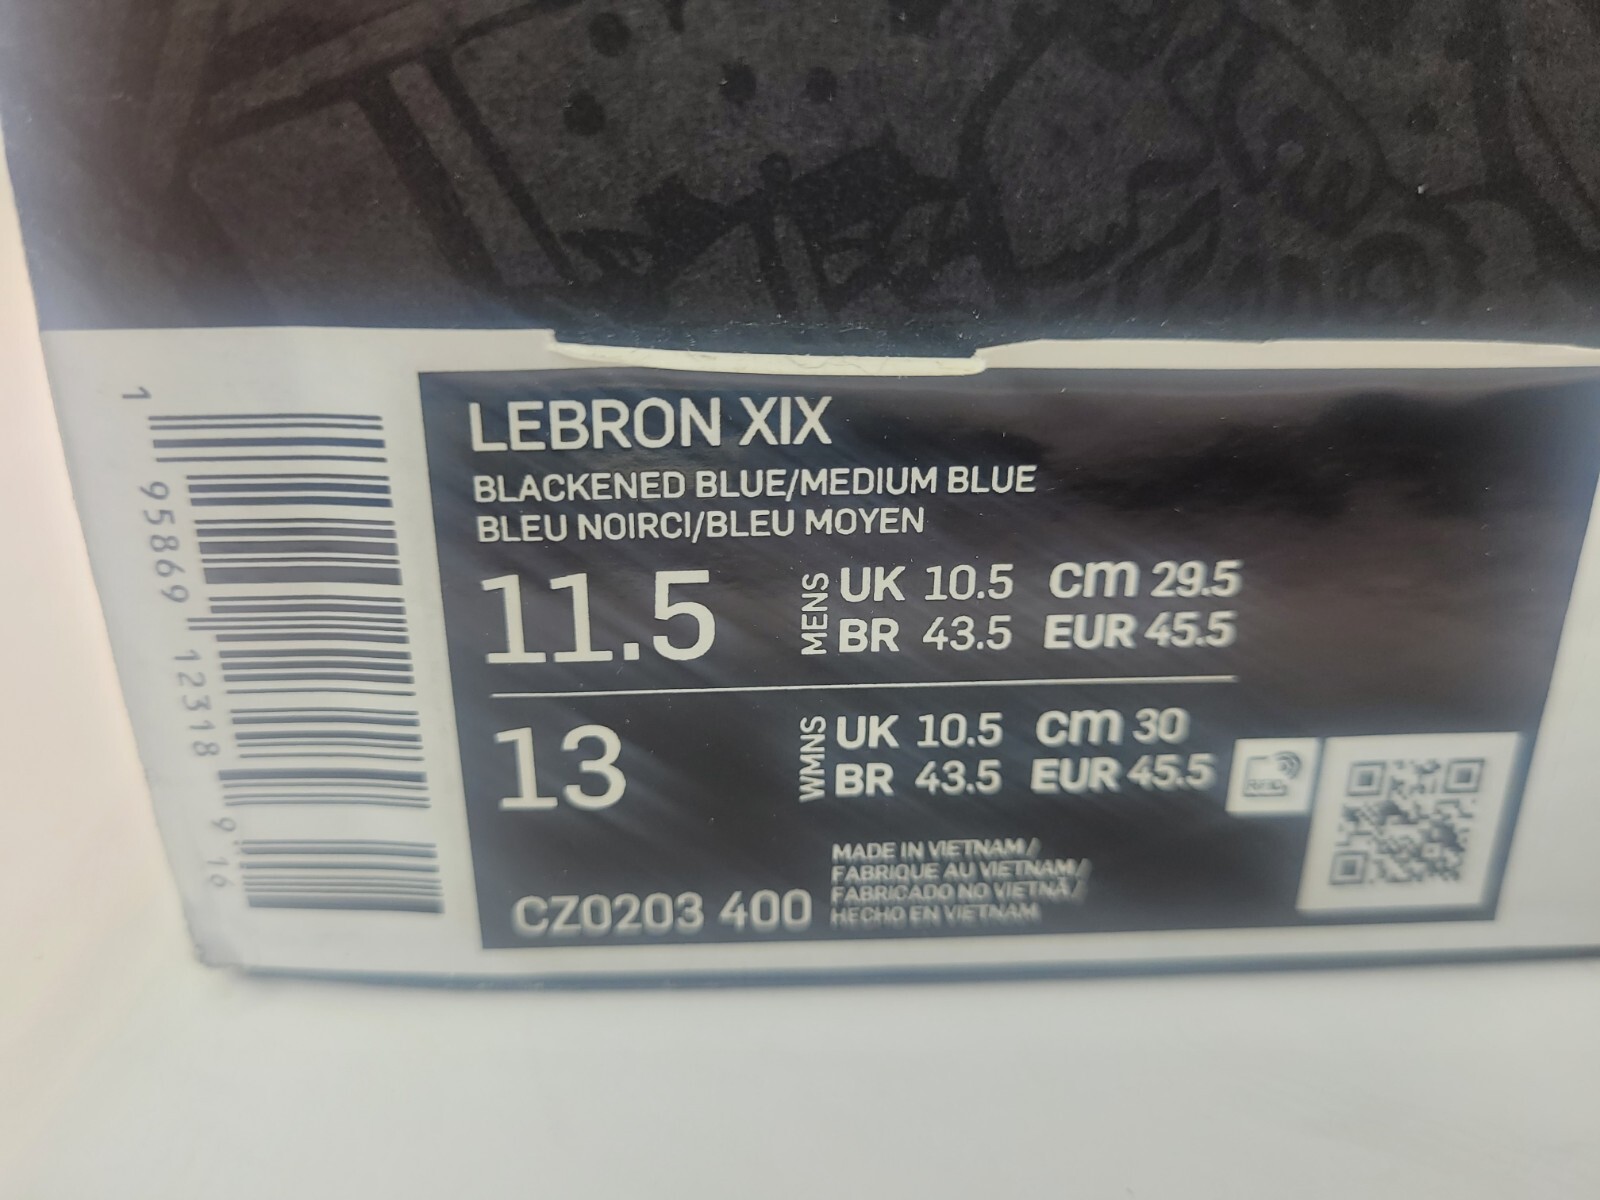 LEBRON XIX
BLACKENED BLUE/MEDIUM BLUE
BLEU NOIRCI/BLEU MOYEN
11.5 MENS UK 10.5 cm 29.5
BR 43.5 EUR 45.5
13 WMNS UK 10.5 cm 30
BR 43.5 EUR 45.5
RFID
CZ0203 400
MADE IN VIETNAM/
FABRIQUE AU VIETNAM/
FABRICADO NO VIETNÃ/
HECHO EN VIETNAM
1 95869 12318 9 16